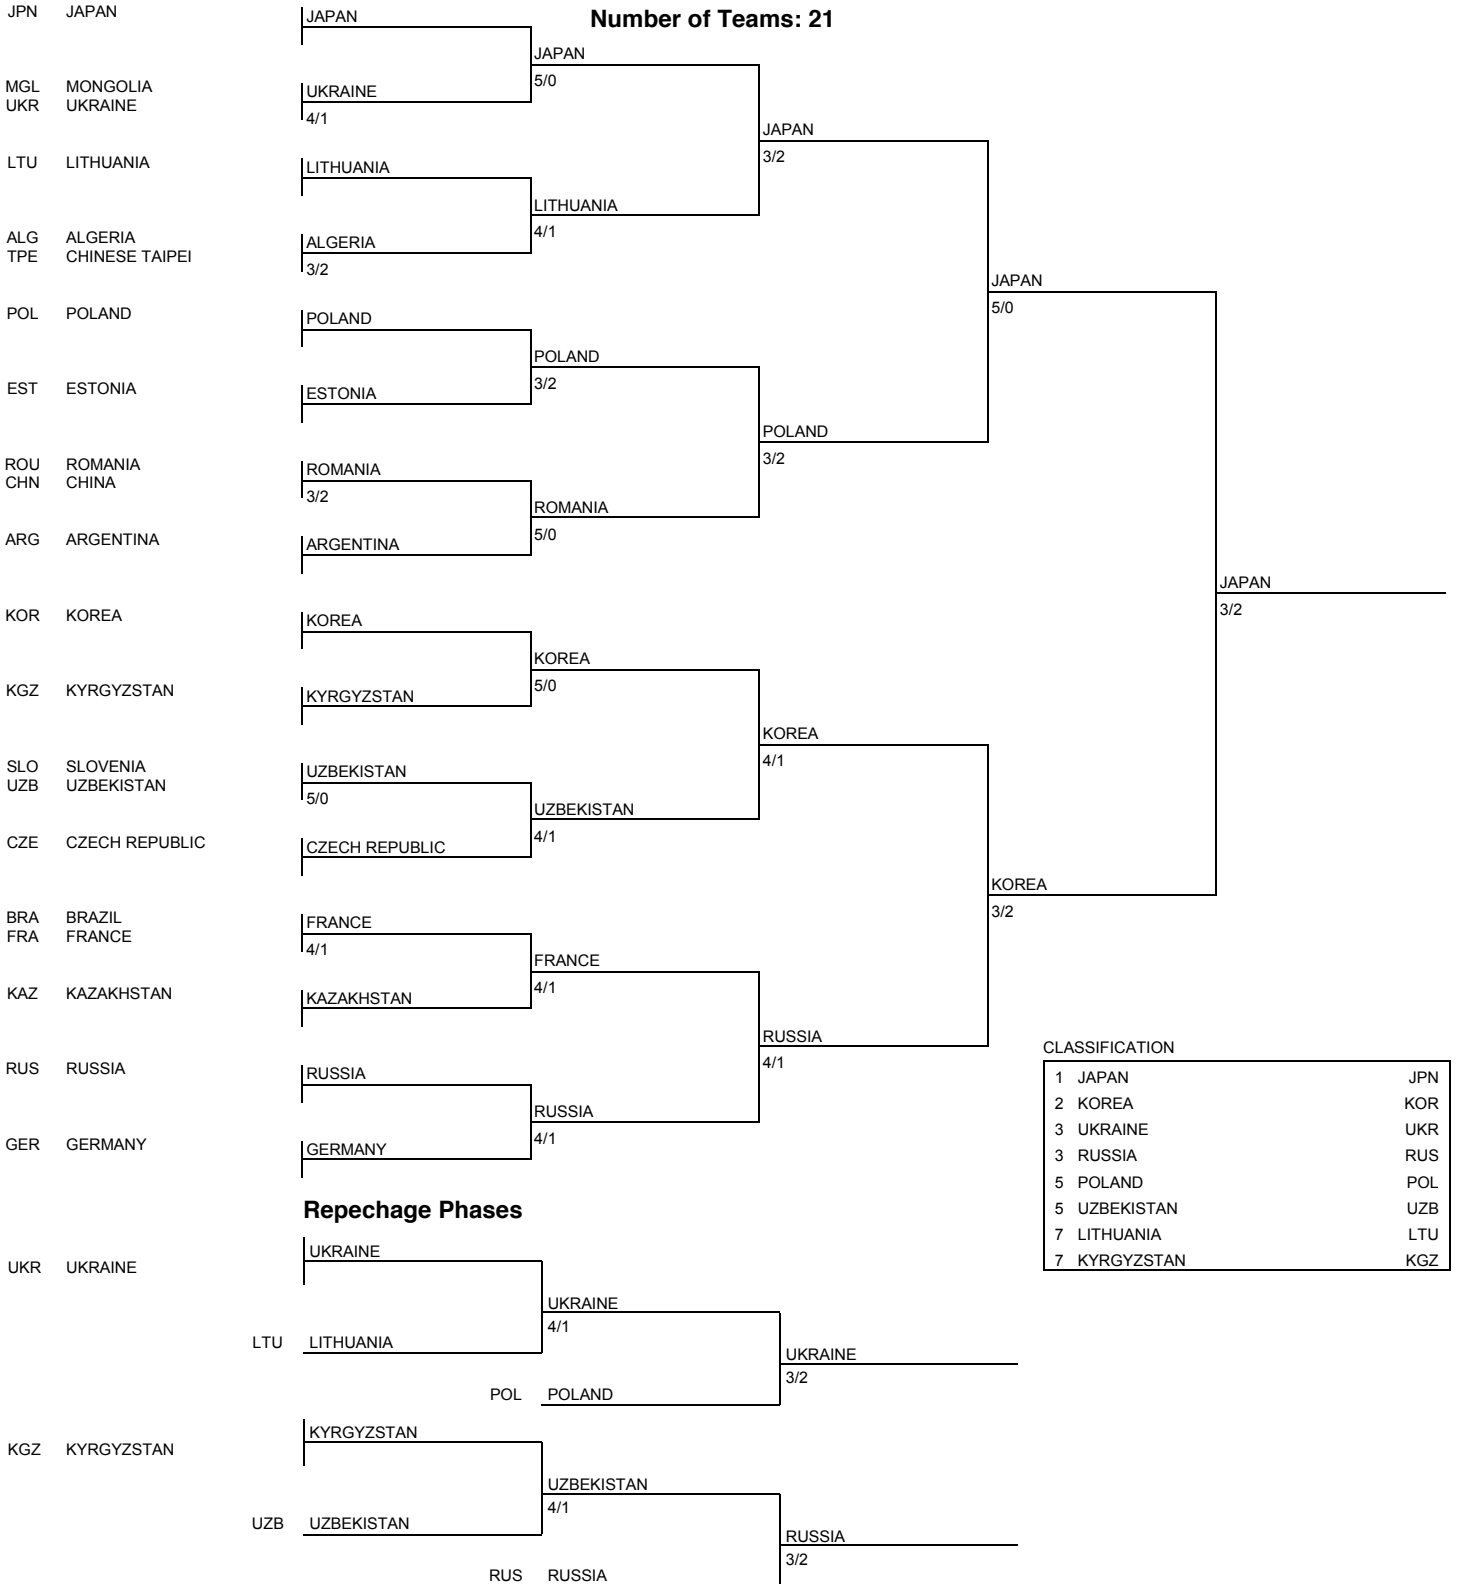 Number of Teams: 21
JPN JAPAN
JAPAN
JAPAN
5/0
MGL MONGOLIA
UKR UKRAINE
UKRAINE
4/1
JAPAN
3/2
LTU LITHUANIA
LITHUANIA
LITHUANIA
4/1
ALG ALGERIA
TPE CHINESE TAIPEI
ALGERIA
3/2
JAPAN
5/0
POL POLAND
POLAND
POLAND
3/2
EST ESTONIA
ESTONIA
POLAND
3/2
ROU ROMANIA
CHN CHINA
ROMANIA
3/2
ROMANIA
5/0
ARG ARGENTINA
ARGENTINA
JAPAN
3/2
KOR KOREA
KOREA
KOREA
5/0
KGZ KYRGYZSTAN
KYRGYZSTAN
KOREA
4/1
SLO SLOVENIA
UZB UZBEKISTAN
UZBEKISTAN
5/0
UZBEKISTAN
4/1
CZE CZECH REPUBLIC
CZECH REPUBLIC
KOREA
3/2
BRA BRAZIL
FRA FRANCE
FRANCE
4/1
FRANCE
4/1
KAZ KAZAKHSTAN
KAZAKHSTAN
RUSSIA
4/1
RUS RUSSIA
RUSSIA
RUSSIA
4/1
GER GERMANY
GERMANY
CLASSIFICATION
1 JAPAN JPN
2 KOREA KOR
3 UKRAINE UKR
3 RUSSIA RUS
5 POLAND POL
5 UZBEKISTAN UZB
7 LITHUANIA LTU
7 KYRGYZSTAN KGZ
Repechage Phases
UKR UKRAINE
UKRAINE
UKRAINE
4/1
LTU LITHUANIA
UKRAINE
3/2
POL POLAND
KGZ KYRGYZSTAN
KYRGYZSTAN
UZBEKISTAN
4/1
UZB UZBEKISTAN
RUSSIA
3/2
RUS RUSSIA